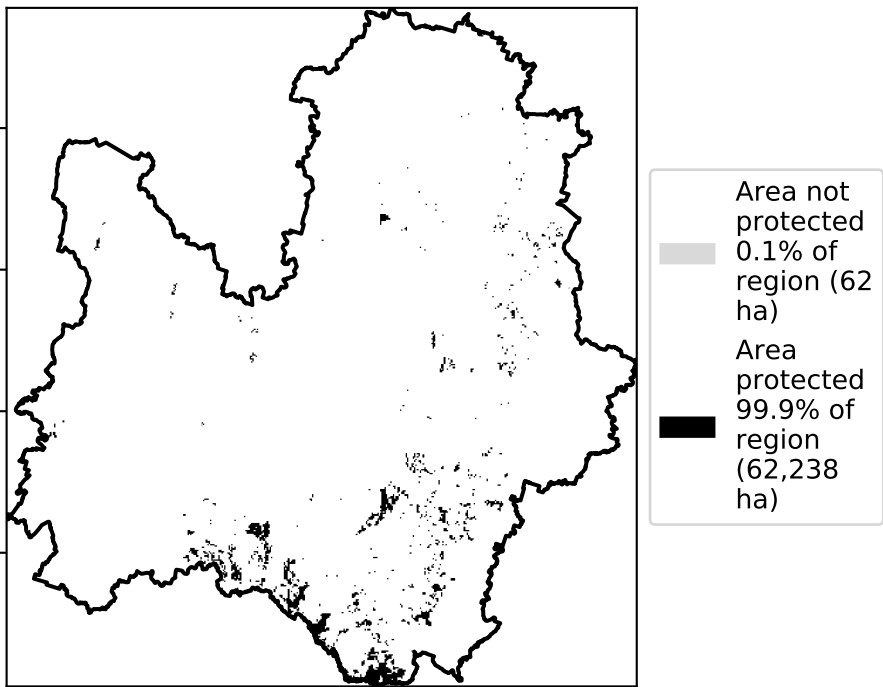 Area not
protected
0.1% of
region (62
ha)
Area
protected
99.9% of
region
(62,238
ha)